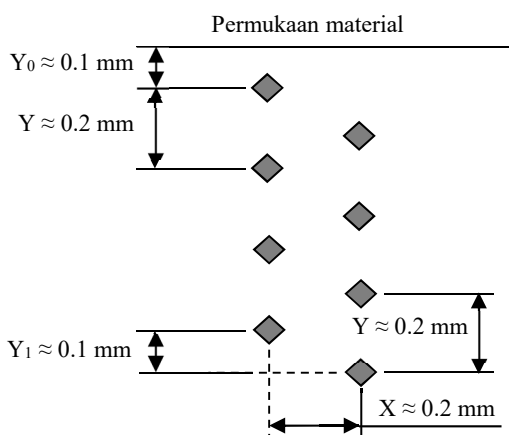 Permukaan material
Y₀ ≈ 0.1 mm
Y ≈ 0.2 mm
Y ≈ 0.2 mm
Y₁ ≈ 0.1 mm
X ≈ 0.2 mm